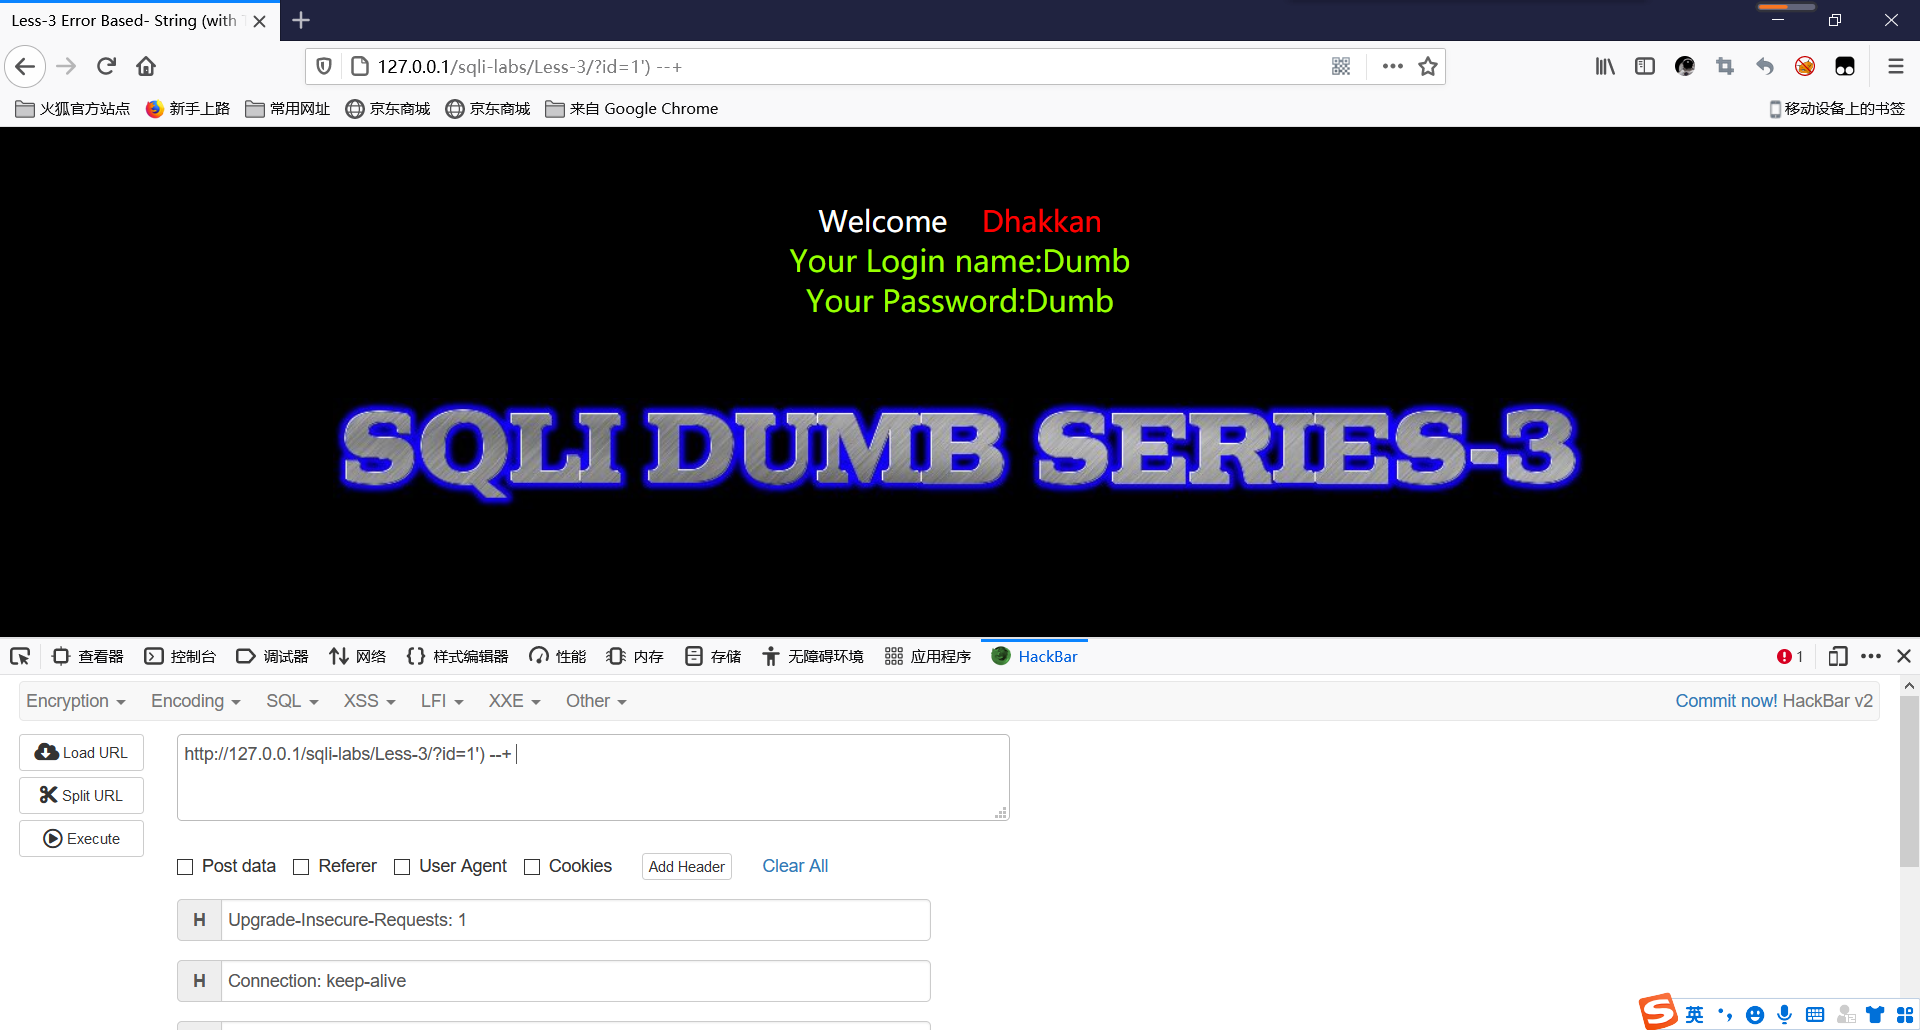 Less-3 Error Based- String (with T
127.0.0.1/sqli-labs/Less-3/?id=1') --+
火狐官方站点 新手上路 常用网址 京东商城 京东商城 来自 Google Chrome 移动设备上的书签
Welcome Dhakkan
Your Login name:Dumb
Your Password:Dumb
SQLI DUMB SERIES-3
查看器 控制台 调试器 网络 样式编辑器 性能 内存 存储 无障碍环境 应用程序 HackBar 1
Encryption Encoding SQL XSS LFI XXE Other Commit now! HackBar v2
Load URL http://127.0.0.1/sqli-labs/Less-3/?id=1') --+
Split URL
Execute
Post data Referer User Agent Cookies Add Header Clear All
H Upgrade-Insecure-Requests: 1
H Connection: keep-alive
S 英